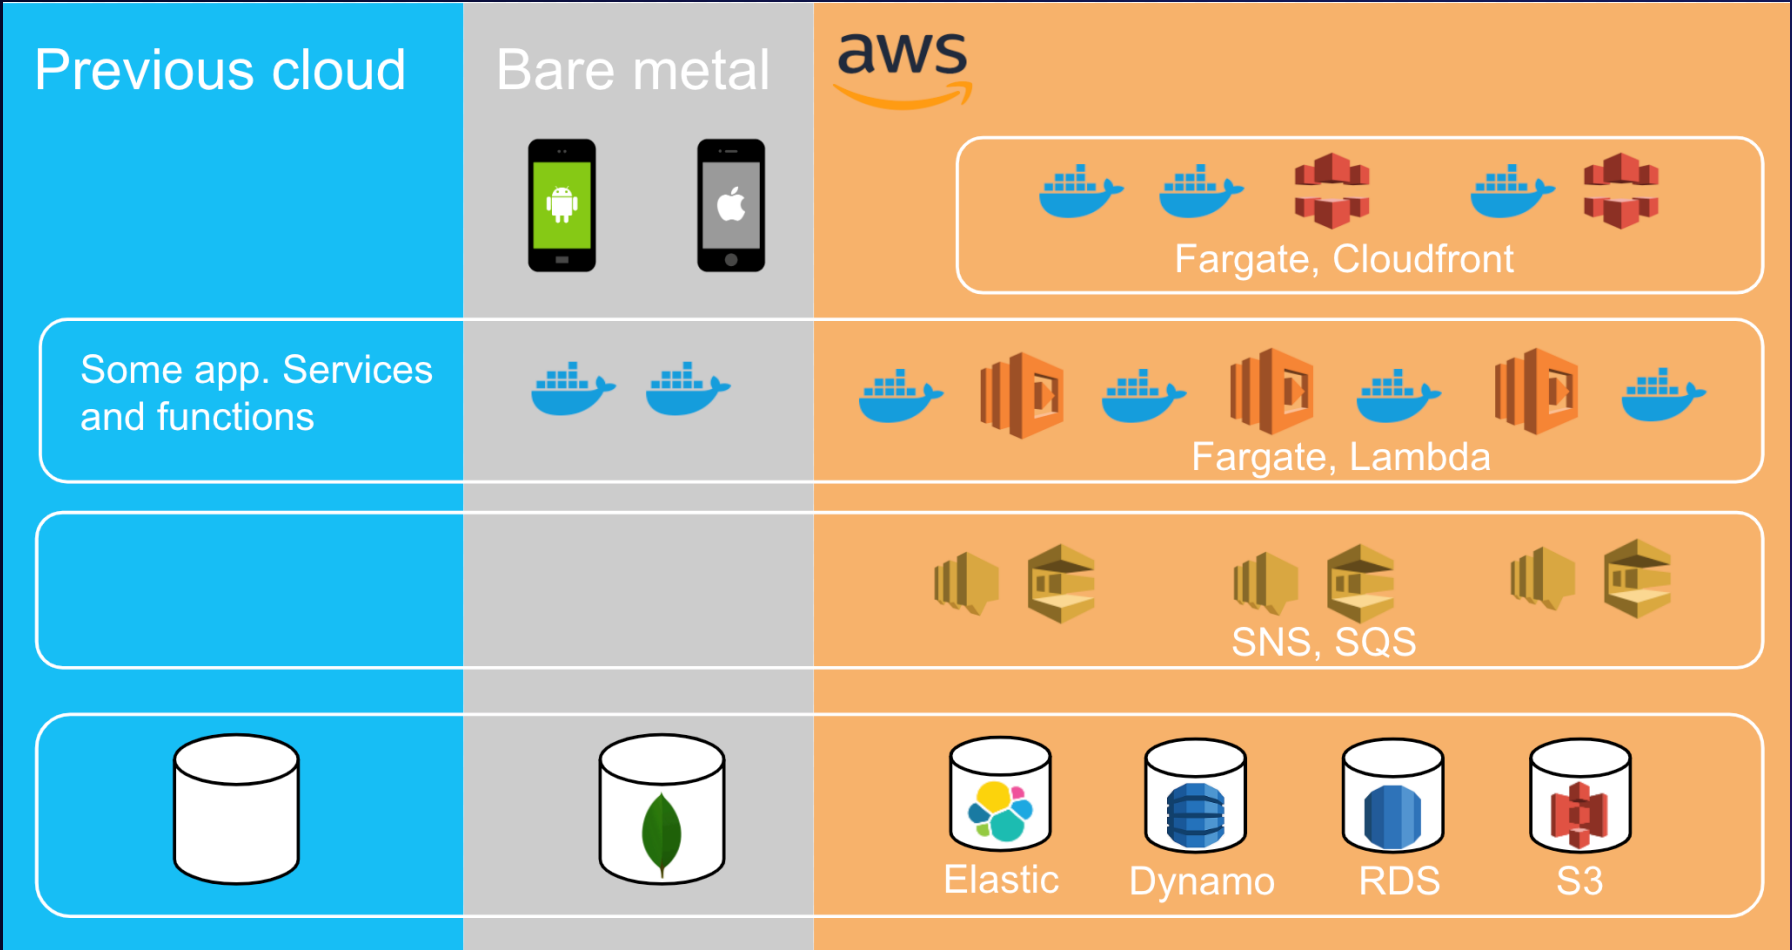 Previous cloud
Bare metal
aws
Fargate, Cloudfront
Some app. Services
and functions
Fargate, Lambda
SNS, SQS
Elastic
Dynamo
RDS
S3